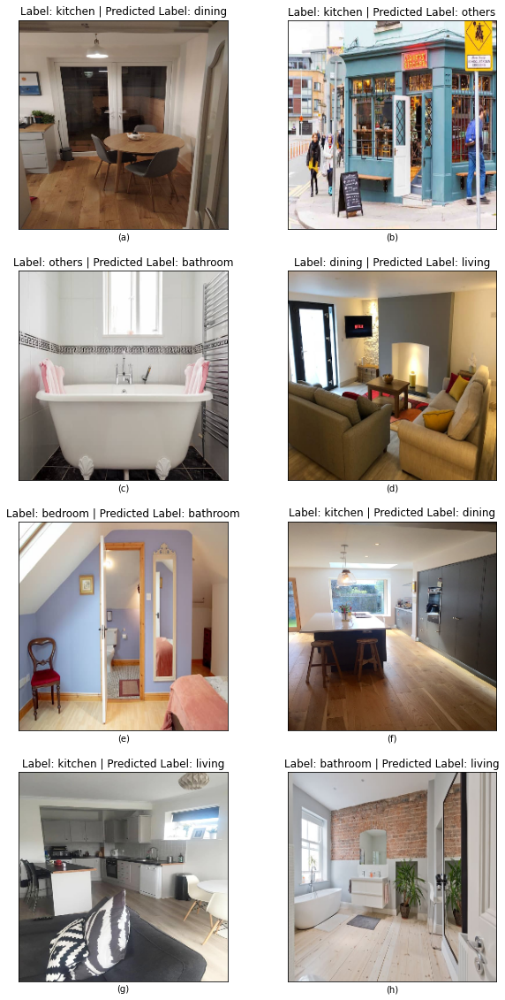 Label: kitchen | Predicted Label: dining
Label: kitchen | Predicted Label: others
(a)
(b)
Label: others | Predicted Label: bathroom
Label: dining | Predicted Label: living
NETFLIX
(c)
(d)
Label: bedroom | Predicted Label: bathroom
Label: kitchen | Predicted Label: dining
(e)
(f)
Label: kitchen | Predicted Label: living
Label: bathroom | Predicted Label: living
(g)
(h)